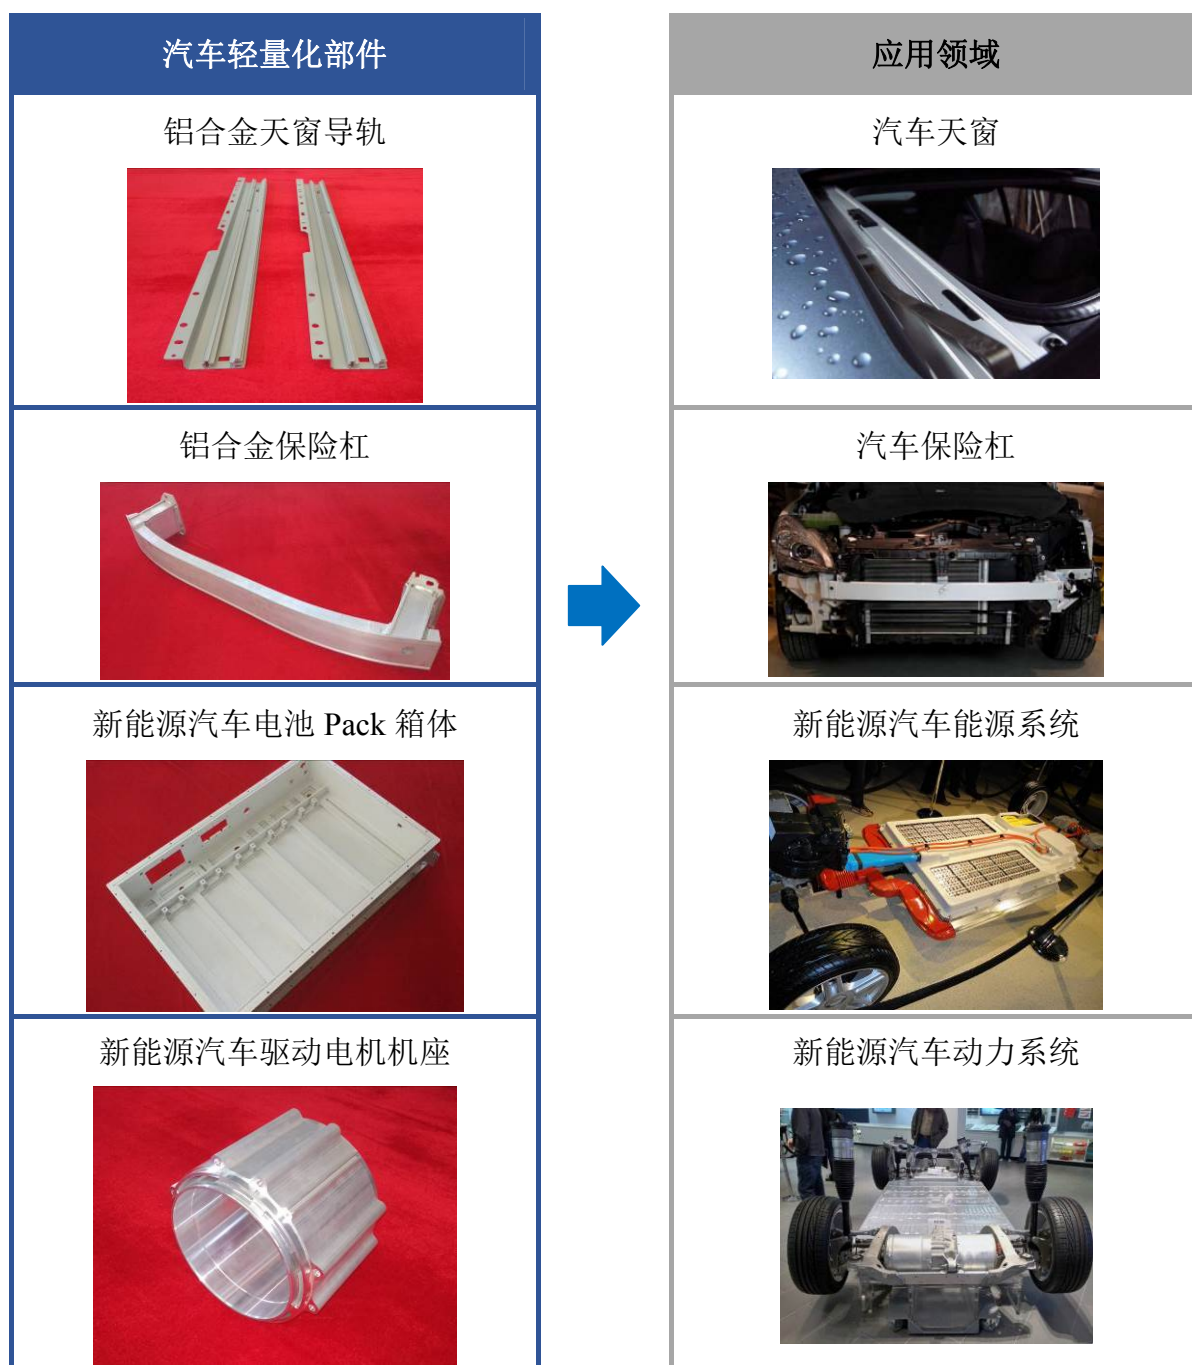 汽车轻量化部件
应用领域
铝合金天窗导轨
汽车天窗
铝合金保险杠
汽车保险杠
新能源汽车电池 Pack 箱体
新能源汽车能源系统
新能源汽车驱动电机机座
新能源汽车动力系统